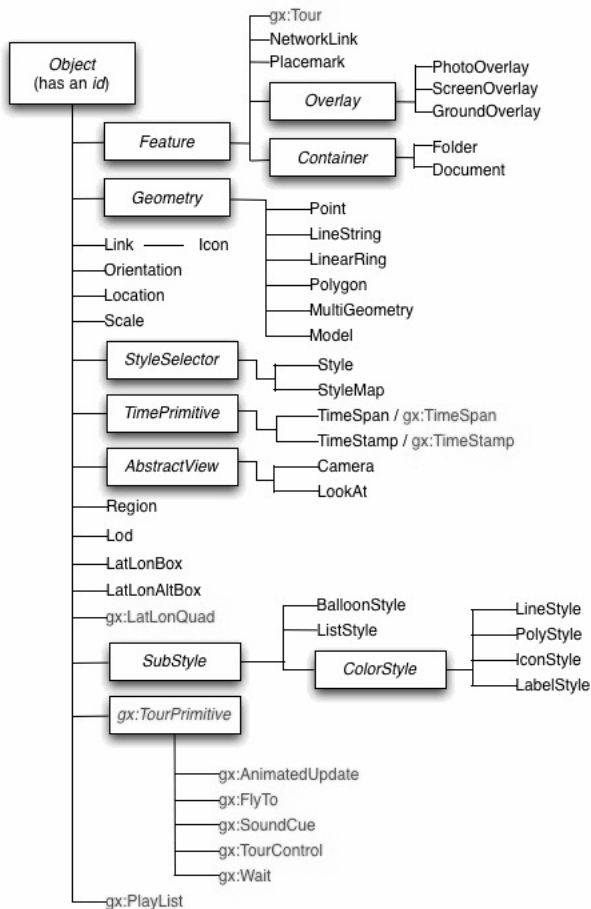 gx:Tour
NetworkLink
Placemark
Object
(has an id)
Overlay
PhotoOverlay
ScreenOverlay
GroundOverlay
Feature
Container
Folder
Document
Geometry
Point
LineString
LinearRing
Polygon
MultiGeometry
Model
Link
Icon
Orientation
Location
Scale
StyleSelector
Style
StyleMap
TimePrimitive
TimeSpan / gx:TimeSpan
TimeStamp / gx:TimeStamp
AbstractView
Camera
LookAt
Region
Lod
LatLonBox
LatLonAltBox
gx:LatLonQuad
SubStyle
BalloonStyle
ListStyle
ColorStyle
LineStyle
PolyStyle
IconStyle
LabelStyle
gx:TourPrimitive
gx:AnimatedUpdate
gx:FlyTo
gx:SoundCue
gx:TourControl
gx:Wait
gx:PlayList